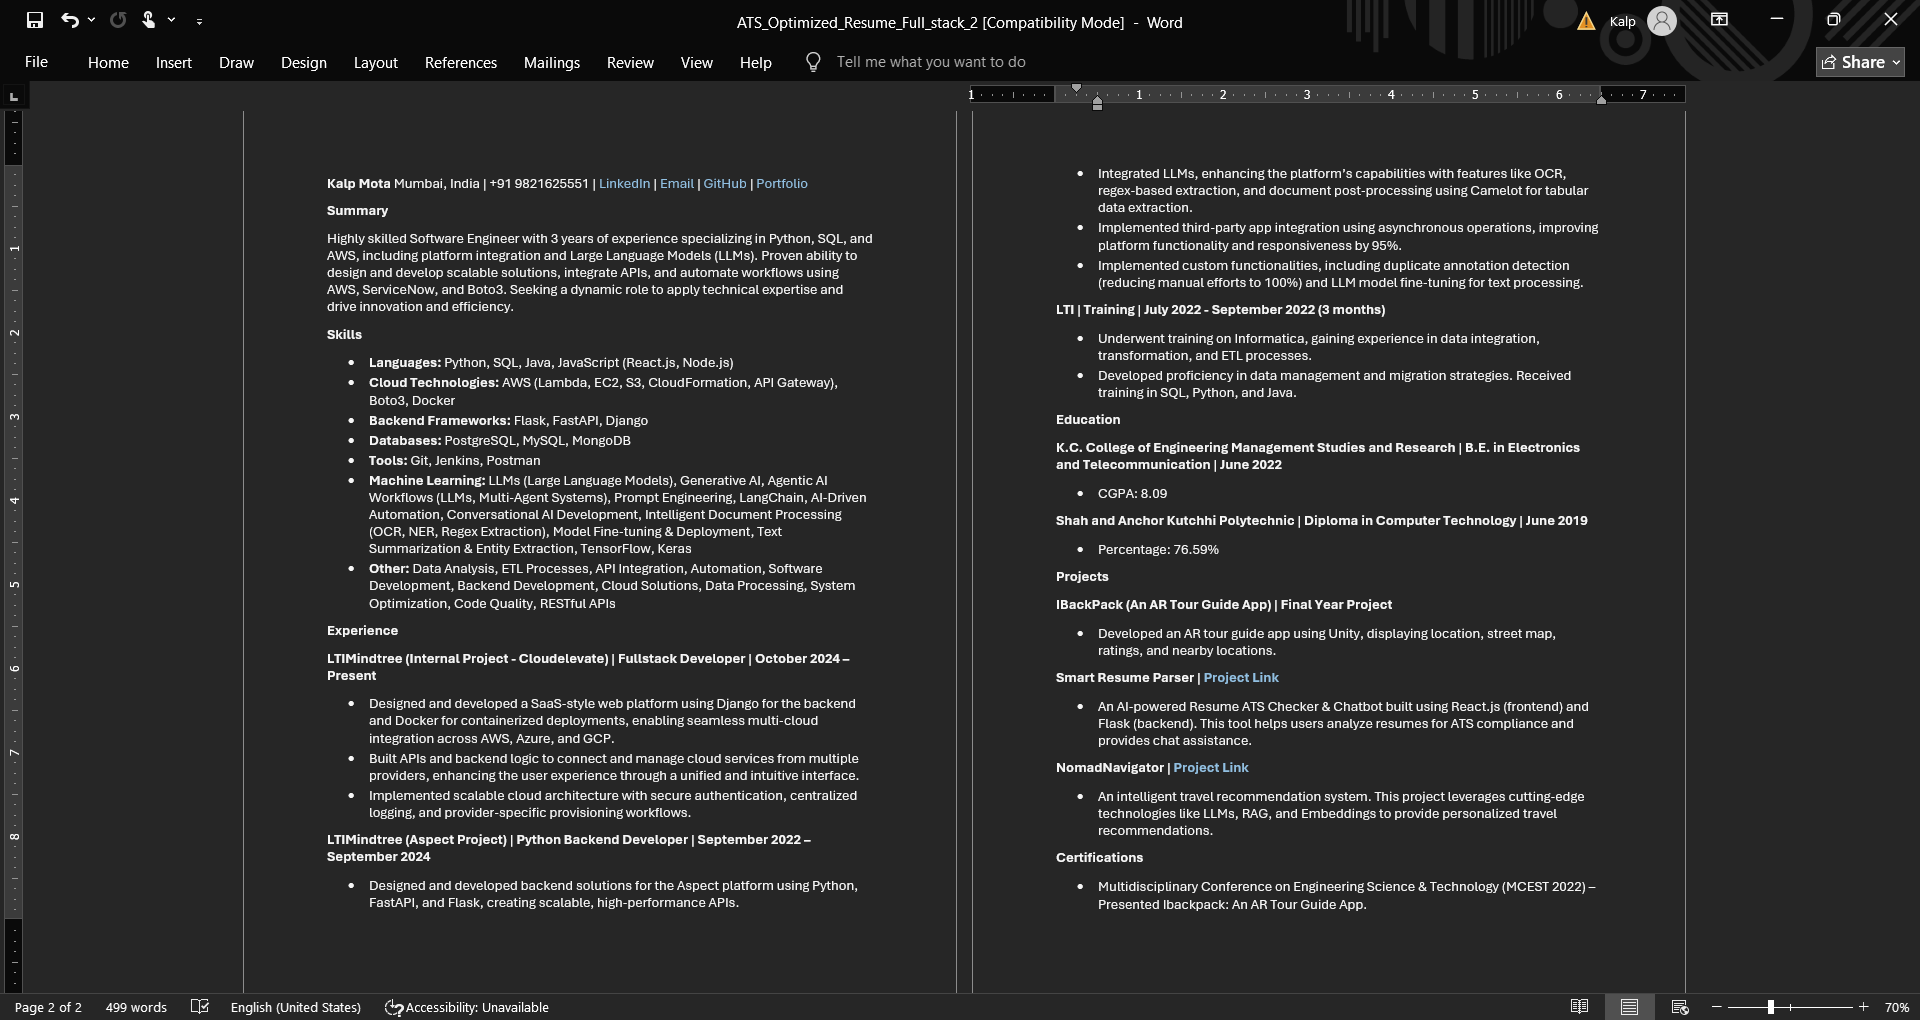 ATS_Optimized_Resume_Full_stack_2 [Compatibility Mode] - Word
Kalp
File Home Insert Draw Design Layout References Mailings Review View Help Tell me what you want to do
Share
L
1 1 2 3 4 5 6 7
1
2
3
4
5
6
7
8
Kalp Mota Mumbai, India | +91 9821625551 | LinkedIn | Email | GitHub | Portfolio
Summary
Highly skilled Software Engineer with 3 years of experience specializing in Python, SQL, and
AWS, including platform integration and Large Language Models (LLMs). Proven ability to
design and develop scalable solutions, integrate APIs, and automate workflows using
AWS, ServiceNow, and Boto3. Seeking a dynamic role to apply technical expertise and
drive innovation and efficiency.
Skills
• Languages: Python, SQL, Java, JavaScript (React.js, Node.js)
• Cloud Technologies: AWS (Lambda, EC2, S3, CloudFormation, API Gateway),
Boto3, Docker
• Backend Frameworks: Flask, FastAPI, Django
• Databases: PostgreSQL, MySQL, MongoDB
• Tools: Git, Jenkins, Postman
• Machine Learning: LLMs (Large Language Models), Generative AI, Agentic AI
Workflows (LLMs, Multi-Agent Systems), Prompt Engineering, LangChain, AI-Driven
Automation, Conversational AI Development, Intelligent Document Processing
(OCR, NER, Regex Extraction), Model Fine-tuning & Deployment, Text
Summarization & Entity Extraction, TensorFlow, Keras
• Other: Data Analysis, ETL Processes, API Integration, Automation, Software
Development, Backend Development, Cloud Solutions, Data Processing, System
Optimization, Code Quality, RESTful APIs
Experience
LTIMindtree (Internal Project - Cloudelevate) | Fullstack Developer | October 2024 –
Present
• Designed and developed a SaaS-style web platform using Django for the backend
and Docker for containerized deployments, enabling seamless multi-cloud
integration across AWS, Azure, and GCP.
• Built APIs and backend logic to connect and manage cloud services from multiple
providers, enhancing the user experience through a unified and intuitive interface.
• Implemented scalable cloud architecture with secure authentication, centralized
logging, and provider-specific provisioning workflows.
LTIMindtree (Aspect Project) | Python Backend Developer | September 2022 –
September 2024
• Designed and developed backend solutions for the Aspect platform using Python,
FastAPI, and Flask, creating scalable, high-performance APIs.
• Integrated LLMs, enhancing the platform's capabilities with features like OCR,
regex-based extraction, and document post-processing using Camelot for tabular
data extraction.
• Implemented third-party app integration using asynchronous operations, improving
platform functionality and responsiveness by 95%.
• Implemented custom functionalities, including duplicate annotation detection
(reducing manual efforts to 100%) and LLM model fine-tuning for text processing.
LTI | Training | July 2022 - September 2022 (3 months)
• Underwent training on Informatica, gaining experience in data integration,
transformation, and ETL processes.
• Developed proficiency in data management and migration strategies. Received
training in SQL, Python, and Java.
Education
K.C. College of Engineering Management Studies and Research | B.E. in Electronics
and Telecommunication | June 2022
• CGPA: 8.09
Shah and Anchor Kutchhi Polytechnic | Diploma in Computer Technology | June 2019
• Percentage: 76.59%
Projects
IBackPack (An AR Tour Guide App) | Final Year Project
• Developed an AR tour guide app using Unity, displaying location, street map,
ratings, and nearby locations.
Smart Resume Parser | Project Link
• An AI-powered Resume ATS Checker & Chatbot built using React.js (frontend) and
Flask (backend). This tool helps users analyze resumes for ATS compliance and
provides chat assistance.
NomadNavigator | Project Link
• An intelligent travel recommendation system. This project leverages cutting-edge
technologies like LLMs, RAG, and Embeddings to provide personalized travel
recommendations.
Certifications
• Multidisciplinary Conference on Engineering Science & Technology (MCEST 2022) –
Presented Ibackpack: An AR Tour Guide App.
Page 2 of 2 499 words English (United States) Accessibility: Unavailable 70%